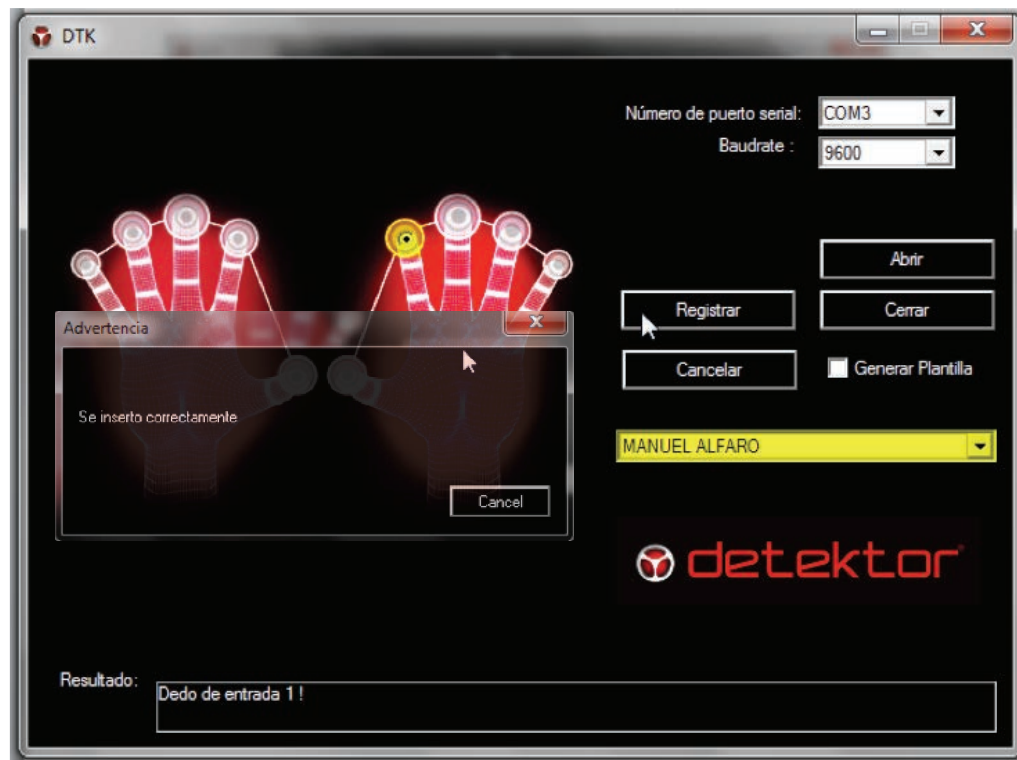 DTK
Número de puerto serial:
COM3
Baudrate :
9600
Abrir
Registrar
Cerrar
Cancelar
Generar Plantilla
Advertencia
Se inserto correctamente
Cancel
MANUEL ALFARO
detektor
Resultado:
Dedo de entrada 1 !